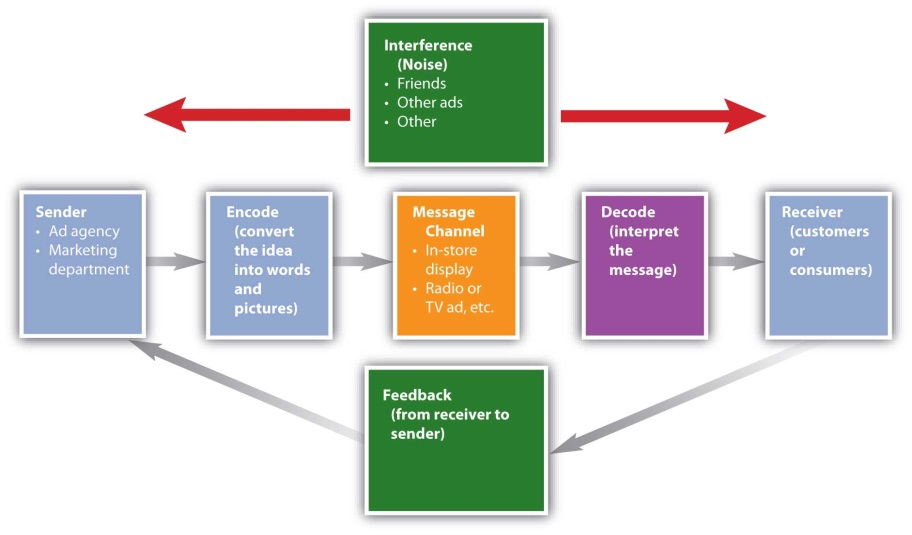 Interference
(Noise)
• Friends
• Other ads
• Other
Sender
• Ad agency
• Marketing
department
Encode
(convert
the idea
into words
and
pictures)
Message
Channel
• In-store
display
• Radio or
TV ad, etc.
Decode
(interpret
the
message)
Receiver
(customers
or
consumers)
Feedback
(from receiver to
sender)